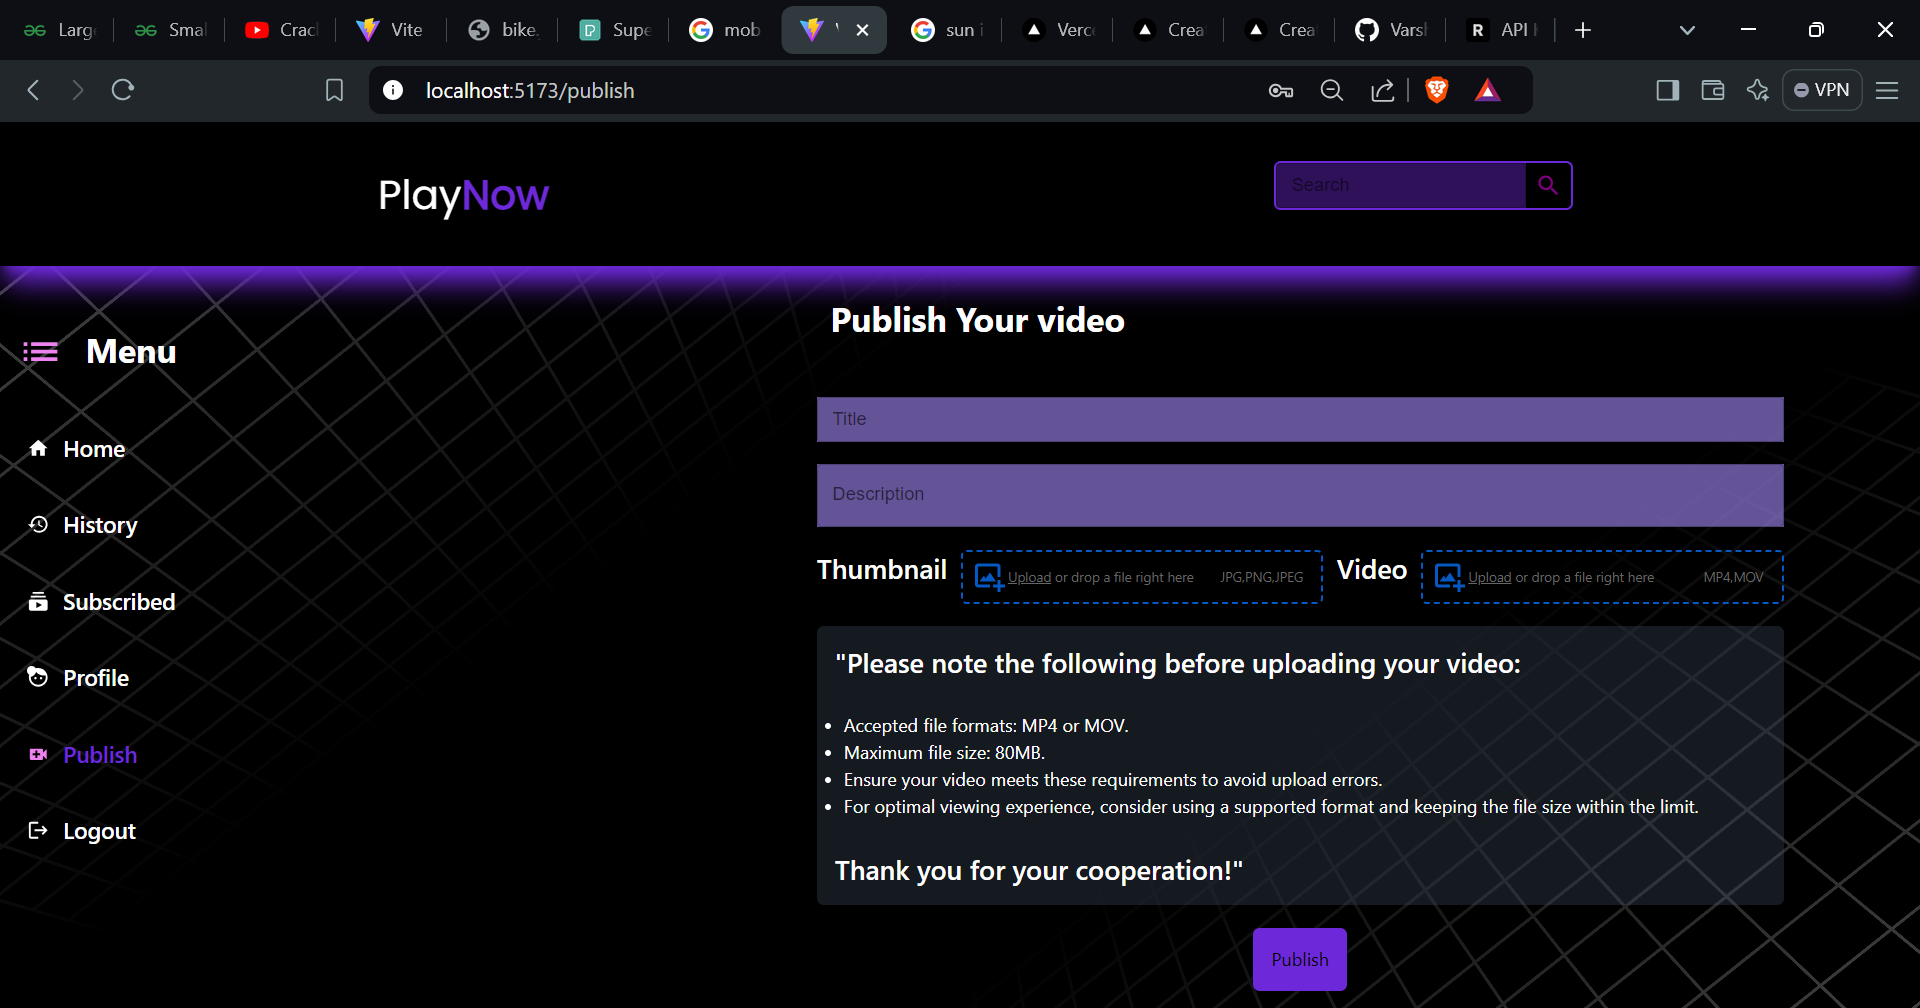 Larg
Smal
Crac
Vite
bike.
Supe
mob
sun i
Verc
Crea
Crea
Varsh
API
localhost:5173/publish
VPN
PlayNow
Search
Publish Your video
Menu
Title
Home
Description
History
Thumbnail
Upload or drop a file right here
JPG,PNG,JPEG
Video
Upload or drop a file right here
MP4,MOV
Subscribed
"Please note the following before uploading your video:
Profile
Accepted file formats: MP4 or MOV.
Maximum file size: 80MB.
Publish
Ensure your video meets these requirements to avoid upload errors.
For optimal viewing experience, consider using a supported format and keeping the file size within the limit.
Logout
Thank you for your cooperation!"
Publish